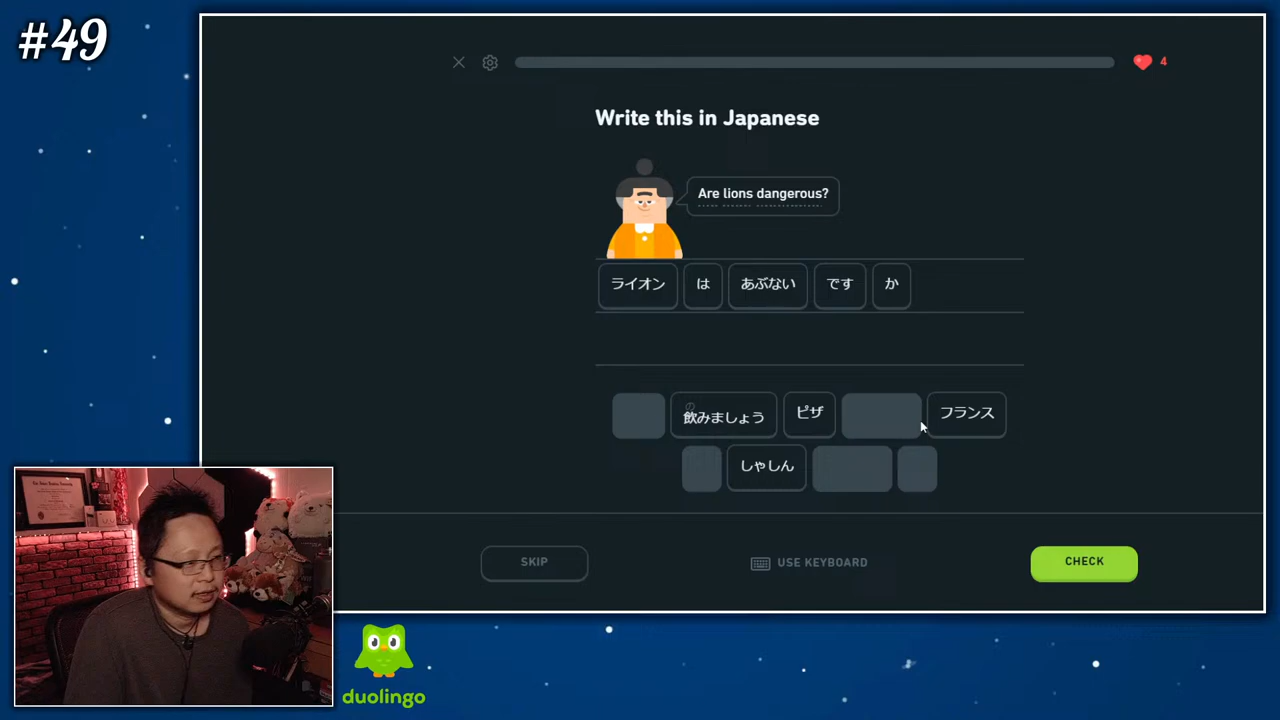 #49
4
Write this in Japanese
Are lions dangerous?
ライオン は あぶない です か
の
飲みましょう ピザ フランス
しゃしん
SKIP USE KEYBOARD CHECK
duolingo